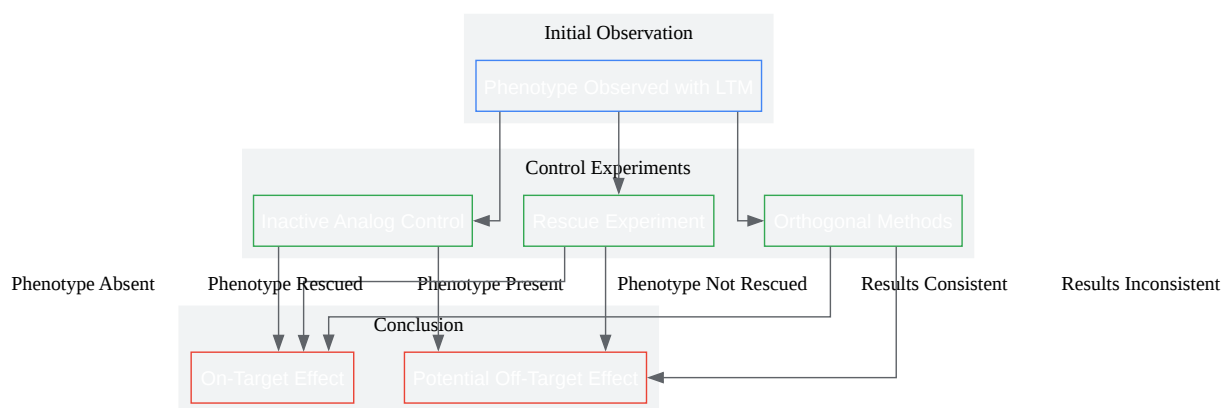 Initial Observation
Phenotype Observed with LTM
Control Experiments
Inactive Analog Control
Rescue Experiment
Orthogonal Methods
Phenotype Absent
Phenotype Rescued
Phenotype Present
Phenotype Not Rescued
Results Consistent
Results Inconsistent
Conclusion
On-Target Effect
Potential Off-Target Effect